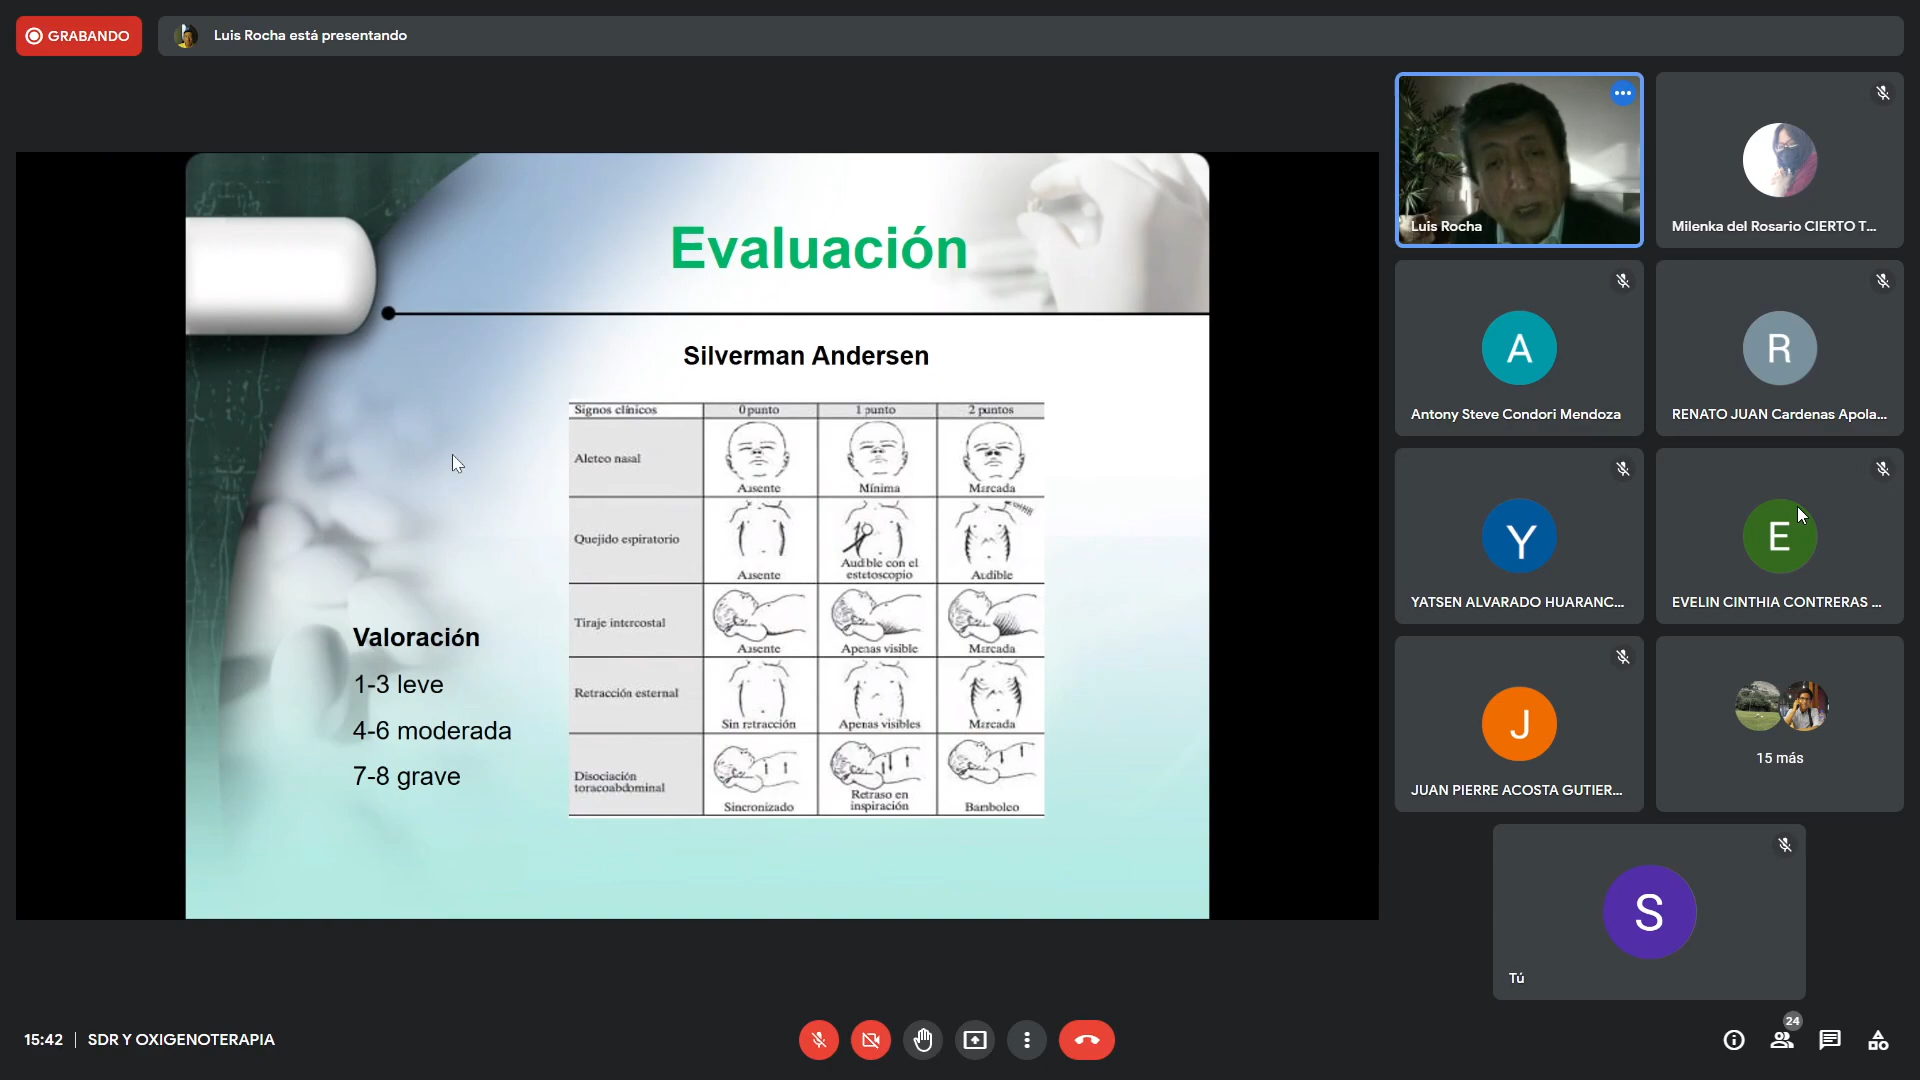 GRABANDO
Luis Rocha está presentando
Evaluación
Silverman Andersen
Signos clínicos 0 punto 1 punto 2 puntos
Aleteo nasal
Ausente Mínima Marcada
Quejido espiratorio
Ausente Audible con el estetoscopio Audible
Tiraje intercostal
Ausente Apenas visible Marcada
Retracción esternal
Sin retracción Apenas visibles Marcada
Disociación toracoabdominal
Sincronizado Retraso en inspiración Bamboleo
Valoración
1-3 leve
4-6 moderada
7-8 grave
Luis Rocha
Milenka del Rosario CIERTO T...
A
Antony Steve Condori Mendoza
R
RENATO JUAN Cardenas Apola...
Y
YATSEN ALVARADO HUARANC...
E
EVELIN CINTHIA CONTRERAS ...
J
JUAN PIERRE ACOSTA GUTIER...
15 más
S
Tú
15:42 | SDR Y OXIGENOTERAPIA
24